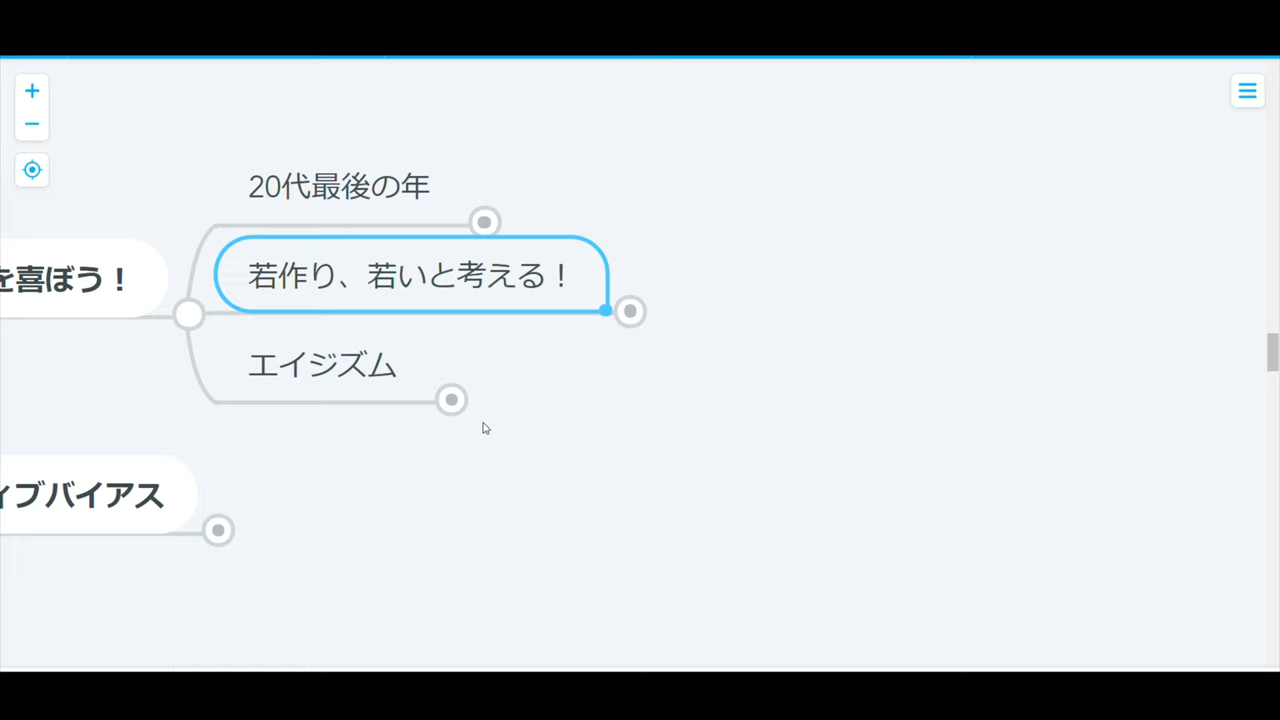 20代最後の年
を喜ぼう！
若作り、若いと考える！
エイジズム
ィブバイアス